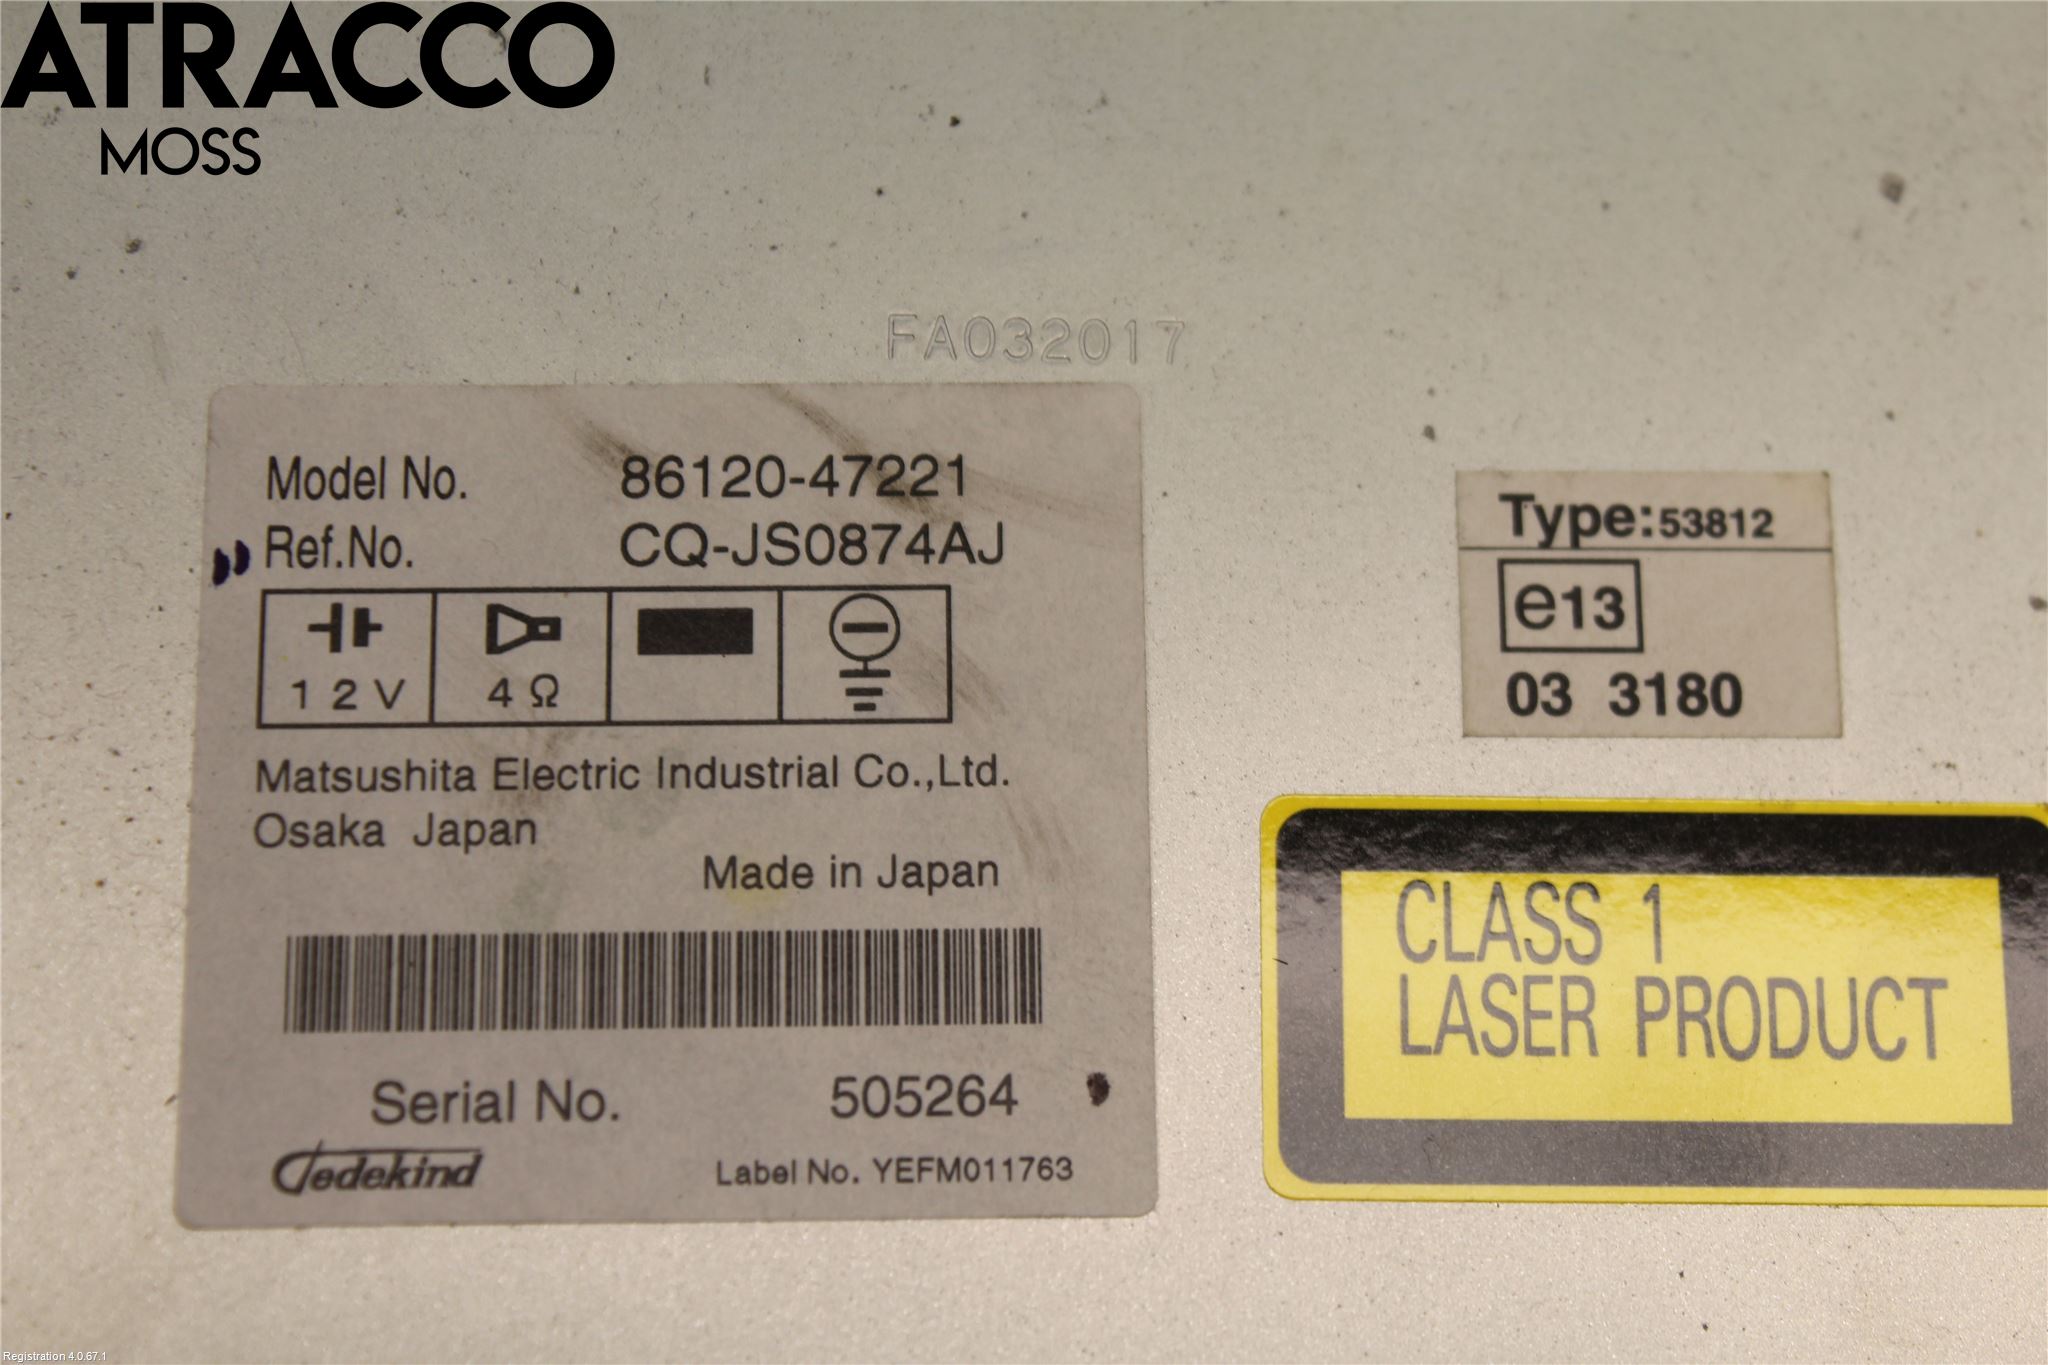 ATRACCO
MOSS
FA032017
Model No. 86120-47221
Ref.No. CQ-JS0874AJ
12V 4Ω
Matsushita Electric Industrial Co.,Ltd.
Osaka Japan
Made in Japan
Serial No. 505264
Jedekind
Label No. YEFM011763
Type:53812
e13
03 3180
CLASS 1
LASER PRODUCT
Registration 4.0.67.1